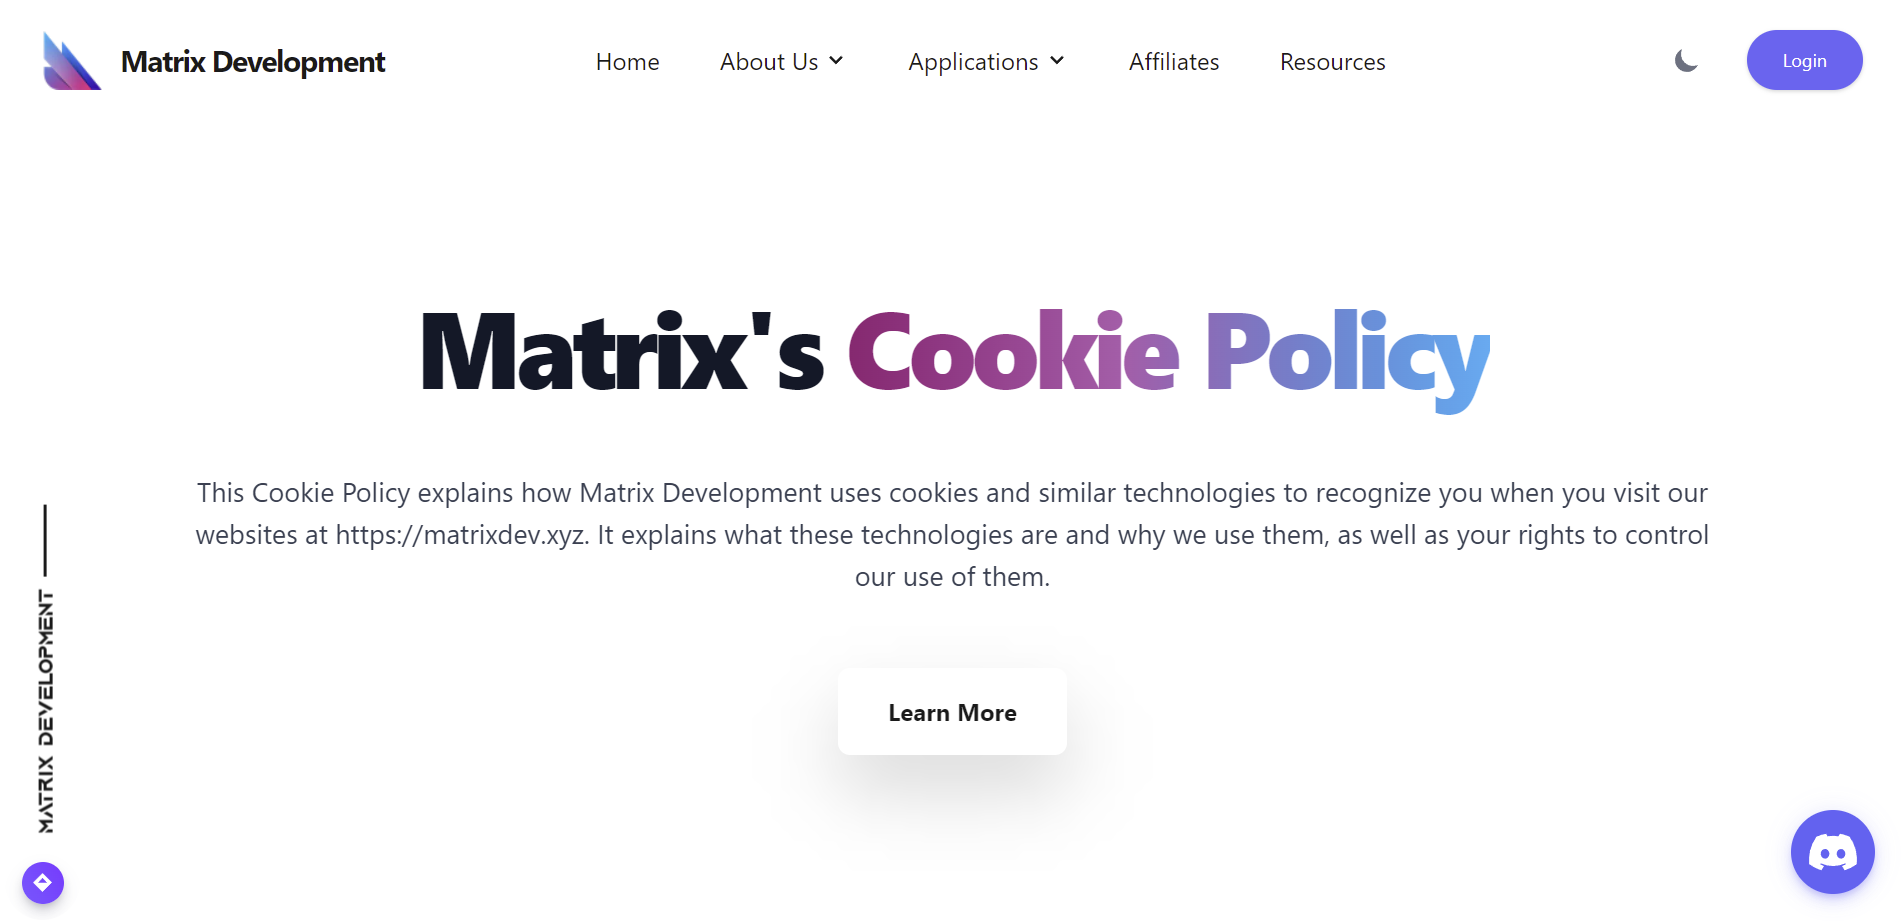 Matrix Development
Home
About Us
Applications
Affiliates
Resources
Login
Matrix's Cookie Policy
This Cookie Policy explains how Matrix Development uses cookies and similar technologies to recognize you when you visit our
websites at https://matrixdev.xyz. It explains what these technologies are and why we use them, as well as your rights to control
our use of them.
Learn More
MATRIX DEVELOPMENT